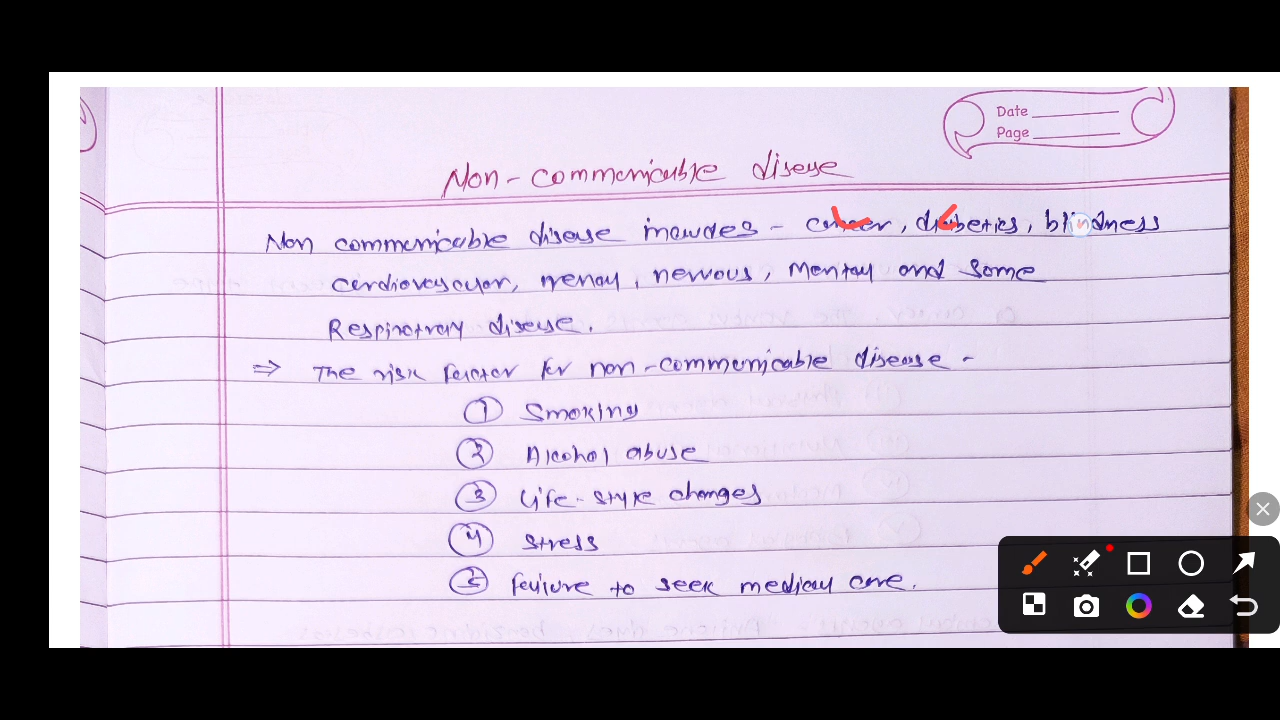 Date
Page
Non-communicable disease
Non communicable disease includes - cancer, diabetics, blindness
cardiovascular, renal, nervous, mental and some
Respiratory disease.
⇒ The risk factor for non-communicable disease -
① Smoking
② Alcohol abuse
③ Life-style changes
④ Stress
⑤ Failure to seek medical care.